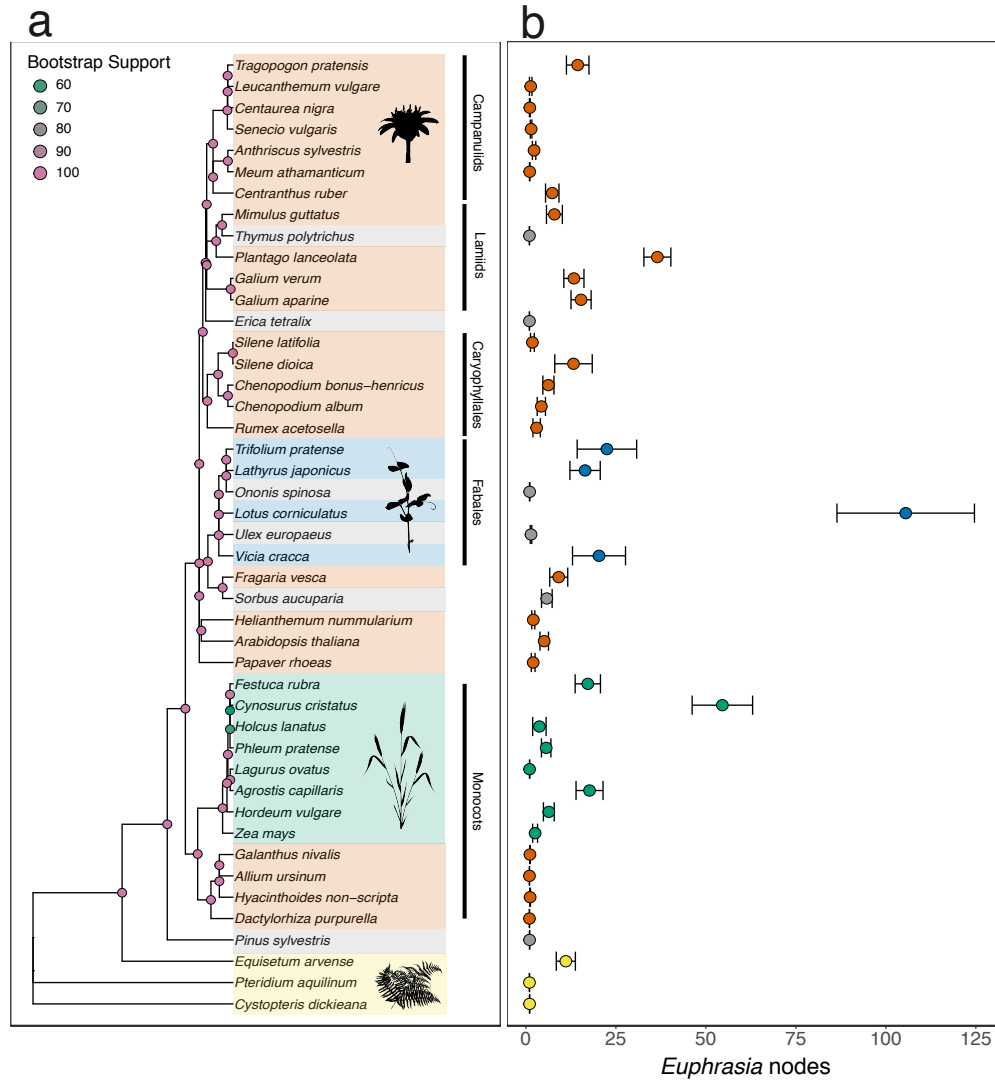 a
b
Bootstrap Support
60
70
80
90
100
Tragopogon pratensis
Leucanthemum vulgare
Centaurea nigra
Senecio vulgaris
Anthriscus sylvestris
Meum athamanticum
Centranthus ruber
Mimulus guttatus
Thymus polytrichus
Plantago lanceolata
Galium verum
Galium aparine
Erica tetralix
Silene latifolia
Silene dioica
Chenopodium bonus−henricus
Chenopodium album
Rumex acetosella
Trifolium pratense
Lathyrus japonicus
Ononis spinosa
Lotus corniculatus
Ulex europaeus
Vicia cracca
Fragaria vesca
Sorbus aucuparia
Helianthemum nummularium
Arabidopsis thaliana
Papaver rhoeas
Festuca rubra
Cynosurus cristatus
Holcus lanatus
Phleum pratense
Lagurus ovatus
Agrostis capillaris
Hordeum vulgare
Zea mays
Galanthus nivalis
Allium ursinum
Hyacinthoides non−scripta
Dactylorhiza purpurella
Pinus sylvestris
Equisetum arvense
Pteridium aquilinum
Cystopteris dickieana
Campanulids
Lamiids
Caryophyllales
Fabales
Monocots
0 25 50 75 100 125
Euphrasia nodes